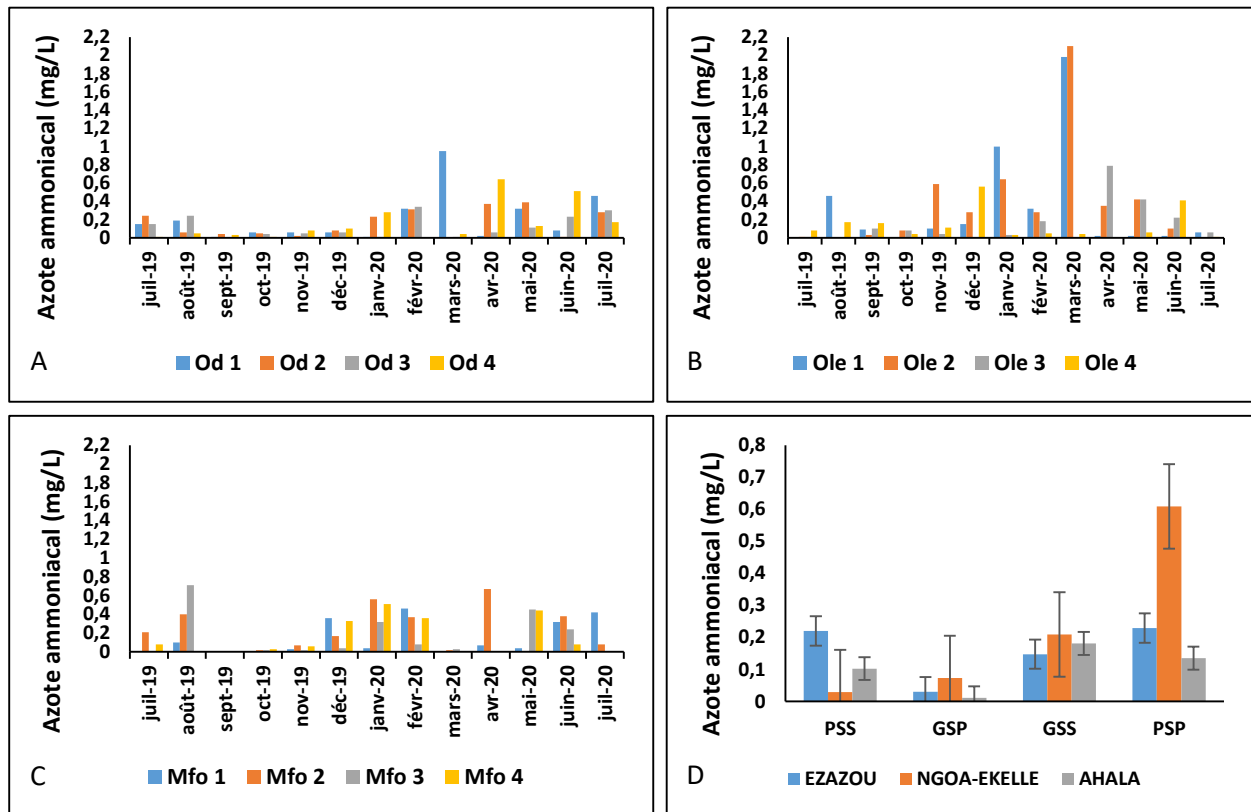 Azote ammoniacal (mg/L)
2,2
2
1,8
1,6
1,4
1,2
1
0,8
0,6
0,4
0,2
0
juil-19
août-19
sept-19
oct-19
nov-19
déc-19
janv-20
févr-20
mars-20
avr-20
mai-20
juin-20
juil-20
A
Od 1 Od 2 Od 3 Od 4
Azote ammoniacal (mg/L)
2,2
2
1,8
1,6
1,4
1,2
1
0,8
0,6
0,4
0,2
0
juil-19
août-19
sept-19
oct-19
nov-19
déc-19
janv-20
févr-20
mars-20
avr-20
mai-20
juin-20
juil-20
B
Ole 1 Ole 2 Ole 3 Ole 4
Azote ammoniacal (mg/L)
2,2
2
1,8
1,6
1,4
1,2
1
0,8
0,6
0,4
0,2
0
juil-19
août-19
sept-19
oct-19
nov-19
déc-19
janv-20
févr-20
mars-20
avr-20
mai-20
juin-20
juil-20
C
Mfo 1 Mfo 2 Mfo 3 Mfo 4
Azote ammoniacal (mg/L)
0,8
0,7
0,6
0,5
0,4
0,3
0,2
0,1
0
PSS GSP GSS PSP
D
EZAZOU NGOA-EKELLE AHALA